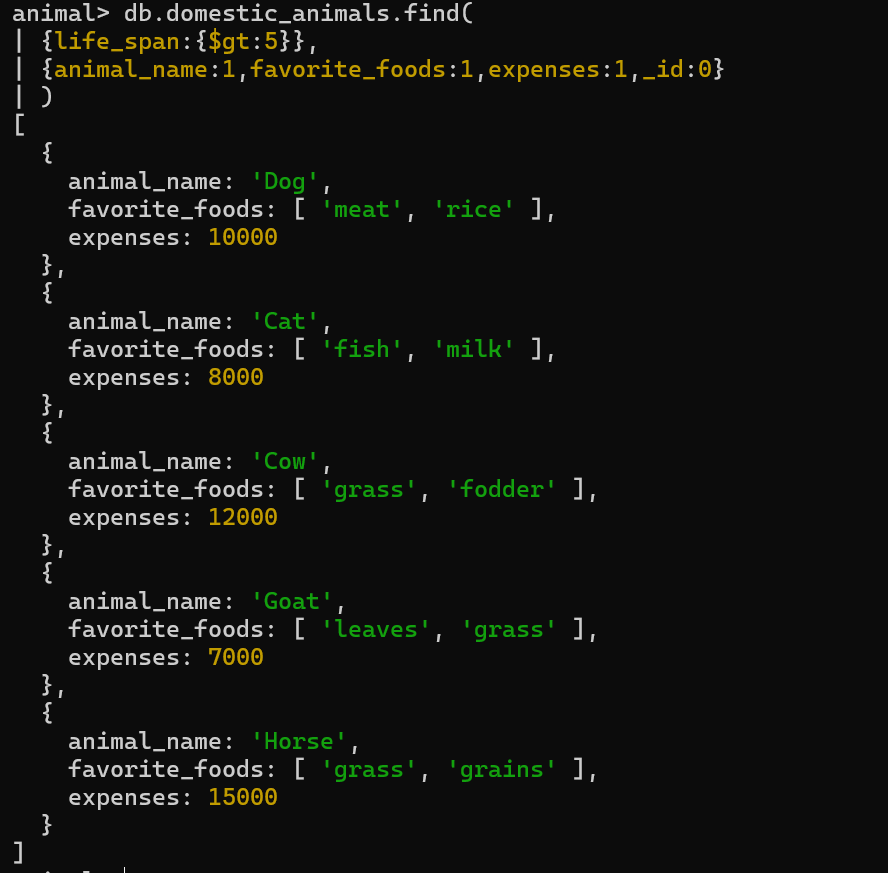 animal> db.domestic_animals.find(
| {life_span:{$gt:5}},
| {animal_name:1,favorite_foods:1,expenses:1,_id:0}
| )
[
  {
    animal_name: 'Dog',
    favorite_foods: [ 'meat', 'rice' ],
    expenses: 10000
  },
  {
    animal_name: 'Cat',
    favorite_foods: [ 'fish', 'milk' ],
    expenses: 8000
  },
  {
    animal_name: 'Cow',
    favorite_foods: [ 'grass', 'fodder' ],
    expenses: 12000
  },
  {
    animal_name: 'Goat',
    favorite_foods: [ 'leaves', 'grass' ],
    expenses: 7000
  },
  {
    animal_name: 'Horse',
    favorite_foods: [ 'grass', 'grains' ],
    expenses: 15000
  }
]